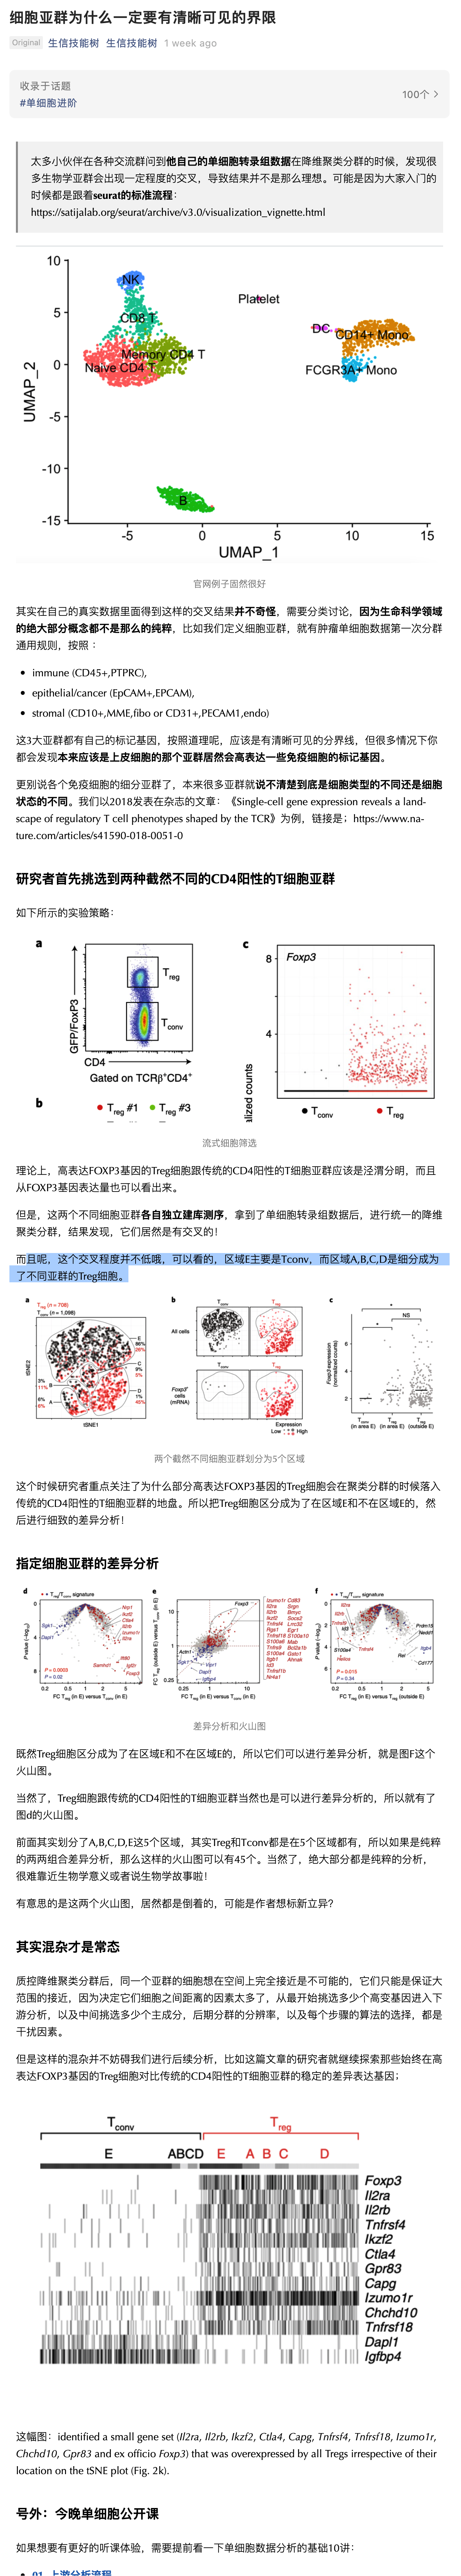 细胞亚群为什么一定要有清晰可见的界限
Original 生信技能树 生信技能树 1 week ago
收录于话题
#单细胞进阶
100个
太多小伙伴在各种交流群问到他自己的单细胞转录组数据在降维聚类分群的时候，发现很
多生物学亚群会出现一定程度的交叉，导致结果并不是那么理想。可能是因为大家入门的
时候都是跟着seurat的标准流程：
https://satijalab.org/seurat/archive/v3.0/visualization_vignette.html
10
5
0
-5
-10
-15
UMAP_2
NK
CD8 T
Memory CD4 T
Naive CD4 T
Platelet
DC
CD14+ Mono
FCGR3A+ Mono
B
-5 0 5 10 15
UMAP_1
官网例子固然很好
其实在自己的真实数据里面得到这样的交叉结果并不奇怪，需要分类讨论，因为生命科学领域
的绝大部分概念都不是那么的纯粹，比如我们定义细胞亚群，就有肿瘤单细胞数据第一次分群
通用规则，按照：
immune (CD45+,PTPRC),
epithelial/cancer (EpCAM+,EPCAM),
stromal (CD10+,MME,fibo or CD31+,PECAM1,endo)
这3大亚群都有自己的标记基因，按照道理呢，应该是有清晰可见的分界线，但很多情况下你
都会发现本来应该是上皮细胞的那个亚群居然会高表达一些免疫细胞的标记基因。
更别说各个免疫细胞的细分亚群了，本来很多亚群就说不清楚到底是细胞类型的不同还是细胞
状态的不同。我们以2018发表在杂志的文章：《Single-cell gene expression reveals a land-
scape of regulatory T cell phenotypes shaped by the TCR》为例，链接是；https://www.na-
ture.com/articles/s41590-018-0051-0
研究者首先挑选到两种截然不同的CD4阳性的T细胞亚群
如下所示的实验策略：
a
GFP/FoxP3
Treg
Tconv
CD4
Gated on TCRβ+CD4+
b
Treg #1 Treg #3
c
Foxp3
8
4
alized counts
Tconv Treg
流式细胞筛选
理论上，高表达FOXP3基因的Treg细胞跟传统的CD4阳性的T细胞亚群应该是泾渭分明，而且
从FOXP3基因表达量也可以看出来。
但是，这两个不同细胞亚群各自独立建库测序，拿到了单细胞转录组数据后，进行统一的降维
聚类分群，结果发现，它们居然是有交叉的！
而且呢，这个交叉程度并不低哦，可以看的，区域E主要是Tconv，而区域A,B,C,D是细分成为
了不同亚群的Treg细胞。
a
Treg (n = 708)
Tconv (n = 1,098)
tSNE2
tSNE1
E
C
D
B
A
b
Tconv Treg
All cells
Foxp3+ cells (mRNA)
Expression
Low High
c
Foxp3 expression (normalized counts)
NS
8
6
4
2
Tconv (in area E) Treg (in area E) Treg (outside E)
两个截然不同细胞亚群划分为5个区域
这个时候研究者重点关注了为什么部分高表达FOXP3基因的Treg细胞会在聚类分群的时候落入
传统的CD4阳性的T细胞亚群的地盘。所以把Treg细胞区分成为了在区域E和不在区域E的，然
后进行细致的差异分析！
指定细胞亚群的差异分析
d
Treg/Tconv signature
P value (-log10)
P = 0.0003
P = 0.02
FC Treg (in E) versus Tconv (in E)
e
FC Treg (outside E) versus Tconv (in E)
Foxp3
FC Treg (in E) versus Tconv (in E)
f
Treg/Tconv signature
P value (-log10)
P = 0.015
P = 0.34
FC Treg (in E) versus Treg (outside E)
差异分析和火山图
既然Treg细胞区分成为了在区域E和不在区域E的，所以它们可以进行差异分析，就是图F这个
火山图。
当然了，Treg细胞跟传统的CD4阳性的T细胞亚群当然也是可以进行差异分析的，所以就有了
图d的火山图。
前面其实划分了A,B,C,D,E这5个区域，其实Treg和Tconv都是在5个区域都有，所以如果是纯粹
的两两组合差异分析，那么这样的火山图可以有45个。当然了，绝大部分都是纯粹的分析，
很难靠近生物学意义或者说生物学故事啦！
有意思的是这两个火山图，居然都是倒着的，可能是作者想标新立异？
其实混杂才是常态
质控降维聚类分群后，同一个亚群的细胞想在空间上完全接近是不可能的，它们只能是保证大
范围的接近，因为决定它们细胞之间距离的因素太多了，从最开始挑选多少个高变基因进入下
游分析，以及中间挑选多少个主成分，后期分群的分辨率，以及每个步骤的算法的选择，都是
干扰因素。
但是这样的混杂并不妨碍我们进行后续分析，比如这篇文章的研究者就继续探索那些始终在高
表达FOXP3基因的Treg细胞对比传统的CD4阳性的T细胞亚群的稳定的差异表达基因；
Tconv Treg
E ABCD E A B C D
Foxp3
Il2ra
Il2rb
Tnfrsf4
Ikzf2
Ctla4
Gpr83
Capg
Izumo1r
Chchd10
Tnfrsf18
Dapl1
Igfbp4
这幅图：identified a small gene set (Il2ra, Il2rb, Ikzf2, Ctla4, Capg, Tnfrsf4, Tnfrsf18, Izumo1r,
Chchd10, Gpr83 and ex officio Foxp3) that was overexpressed by all Tregs irrespective of their
location on the tSNE plot (Fig. 2k).
号外：今晚单细胞公开课
如果想要有更好的听课体验，需要提前看一下单细胞数据分析的基础10讲：
01. 上游分析流程